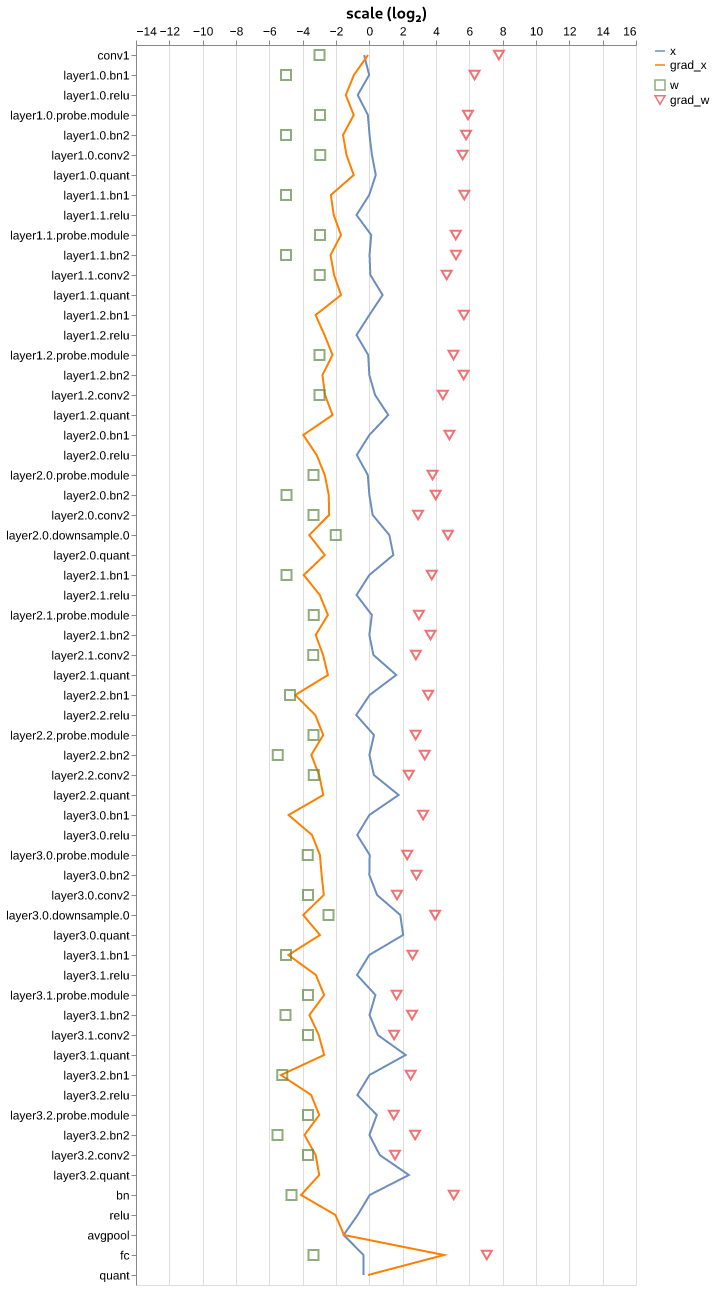 scale (log2)
−14 −12 −10 −8 −6 −4 −2 0 2 4 6 8 10 12 14 16
x
grad_x
w
grad_w
conv1
layer1.0.bn1
layer1.0.relu
layer1.0.probe.module
layer1.0.bn2
layer1.0.conv2
layer1.0.quant
layer1.1.bn1
layer1.1.relu
layer1.1.probe.module
layer1.1.bn2
layer1.1.conv2
layer1.1.quant
layer1.2.bn1
layer1.2.relu
layer1.2.probe.module
layer1.2.bn2
layer1.2.conv2
layer1.2.quant
layer2.0.bn1
layer2.0.relu
layer2.0.probe.module
layer2.0.bn2
layer2.0.conv2
layer2.0.downsample.0
layer2.0.quant
layer2.1.bn1
layer2.1.relu
layer2.1.probe.module
layer2.1.bn2
layer2.1.conv2
layer2.1.quant
layer2.2.bn1
layer2.2.relu
layer2.2.probe.module
layer2.2.bn2
layer2.2.conv2
layer2.2.quant
layer3.0.bn1
layer3.0.relu
layer3.0.probe.module
layer3.0.bn2
layer3.0.conv2
layer3.0.downsample.0
layer3.0.quant
layer3.1.bn1
layer3.1.relu
layer3.1.probe.module
layer3.1.bn2
layer3.1.conv2
layer3.1.quant
layer3.2.bn1
layer3.2.relu
layer3.2.probe.module
layer3.2.bn2
layer3.2.conv2
layer3.2.quant
bn
relu
avgpool
fc
quant